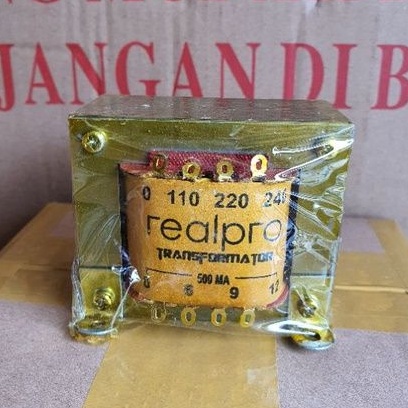 JANGAN DI B
0 110 220 240
realpro
TRANSFORMATOR
500 MA
0 6 9 12